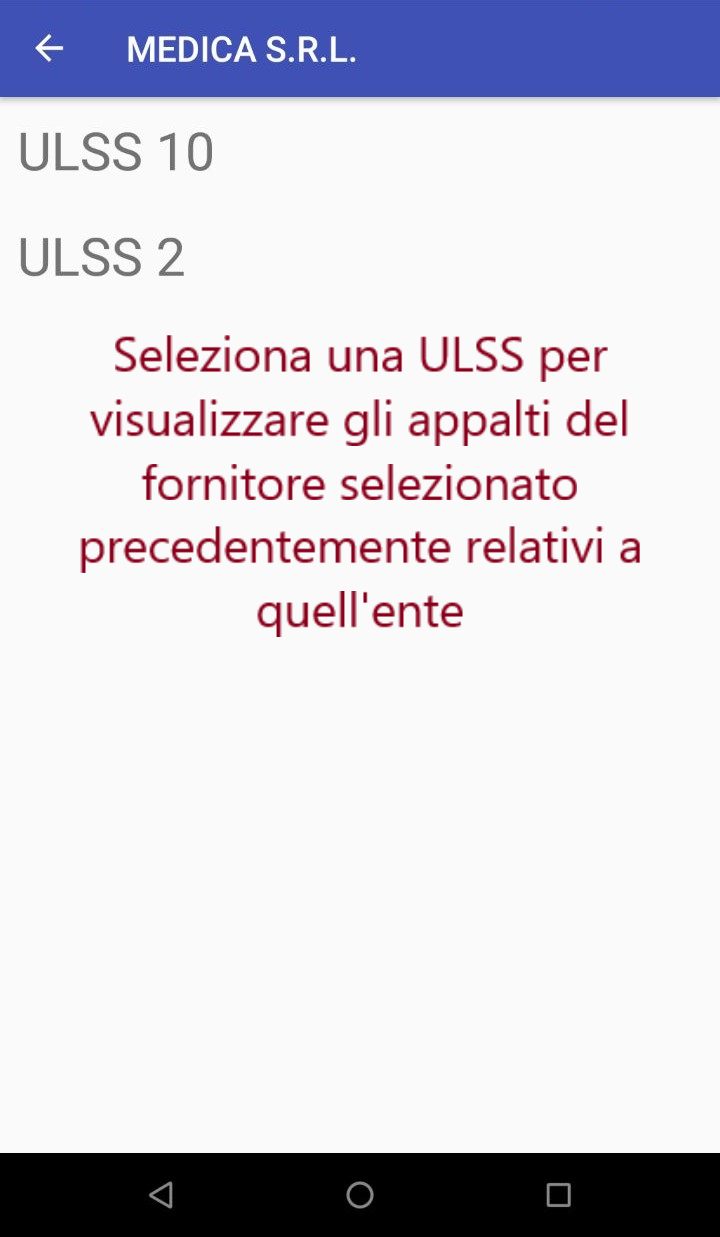 MEDICA S.R.L.
ULSS 10
ULSS 2
Seleziona una ULSS per
visualizzare gli appalti del
fornitore selezionato
precedentemente relativi a
quell'ente